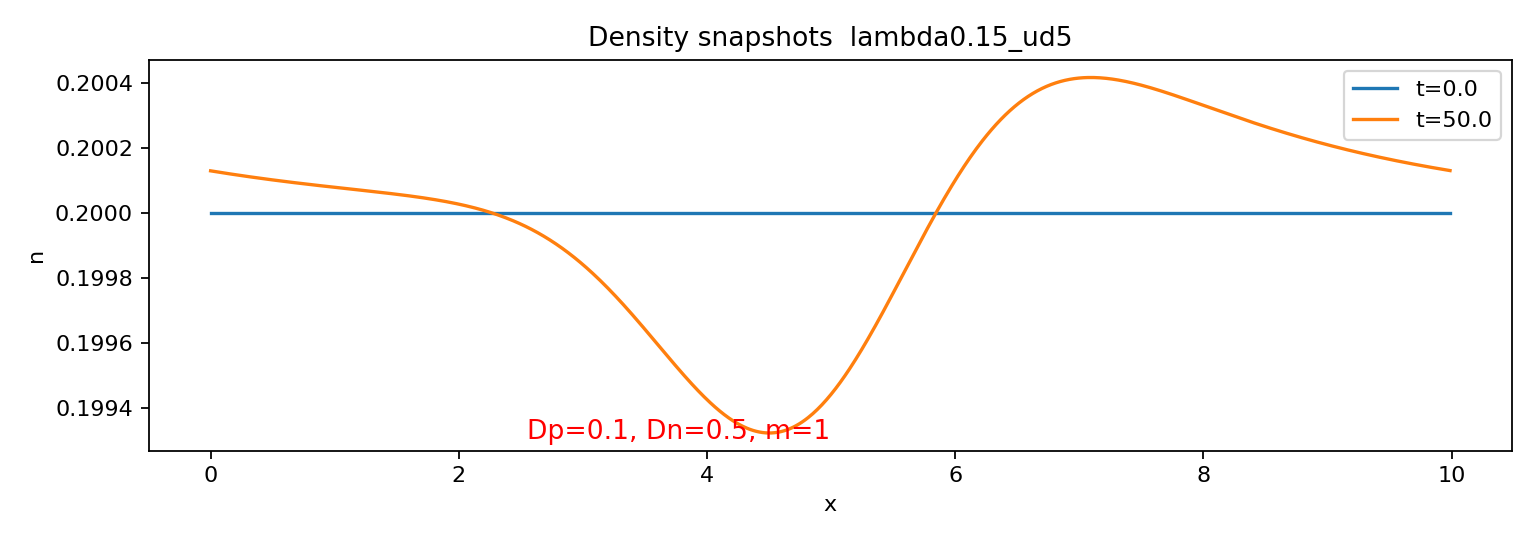 Density snapshots  lambda0.15_ud5
0.2004
0.2002
0.2000
0.1998
0.1996
0.1994
n
t=0.0
t=50.0
Dp=0.1, Dn=0.5, m=1
0 2 4 6 8 10
x